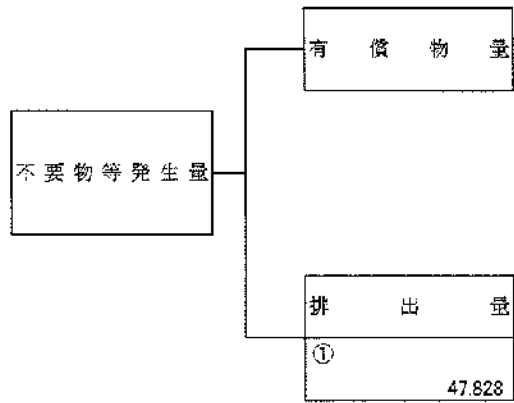 有償物量
不要物等発生量
排出量
①
47.828